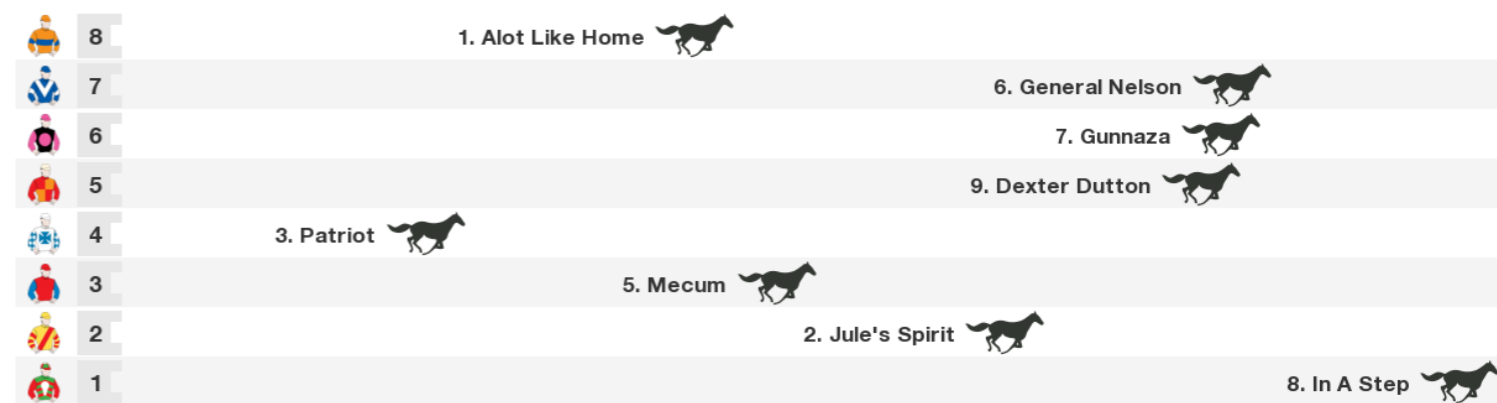 8 1. Alot Like Home
7 6. General Nelson
6 7. Gunnaza
5 9. Dexter Dutton
4 3. Patriot
3 5. Mecum
2 2. Jule's Spirit
1 8. In A Step